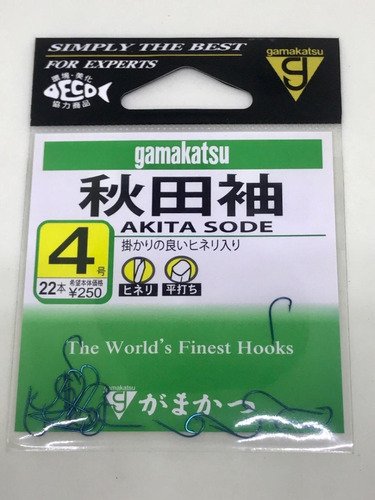 SIMPLY THE BEST
FOR EXPERTS
環境・美化
ECO
協力商品
gamakatsu
gamakatsu
秋田袖
AKITA SODE
掛かりの良いヒネリ入り
4号
22本 希望本体価格 ¥250
ヒネリ 平打ち
The World's Finest Hooks
がまかつ